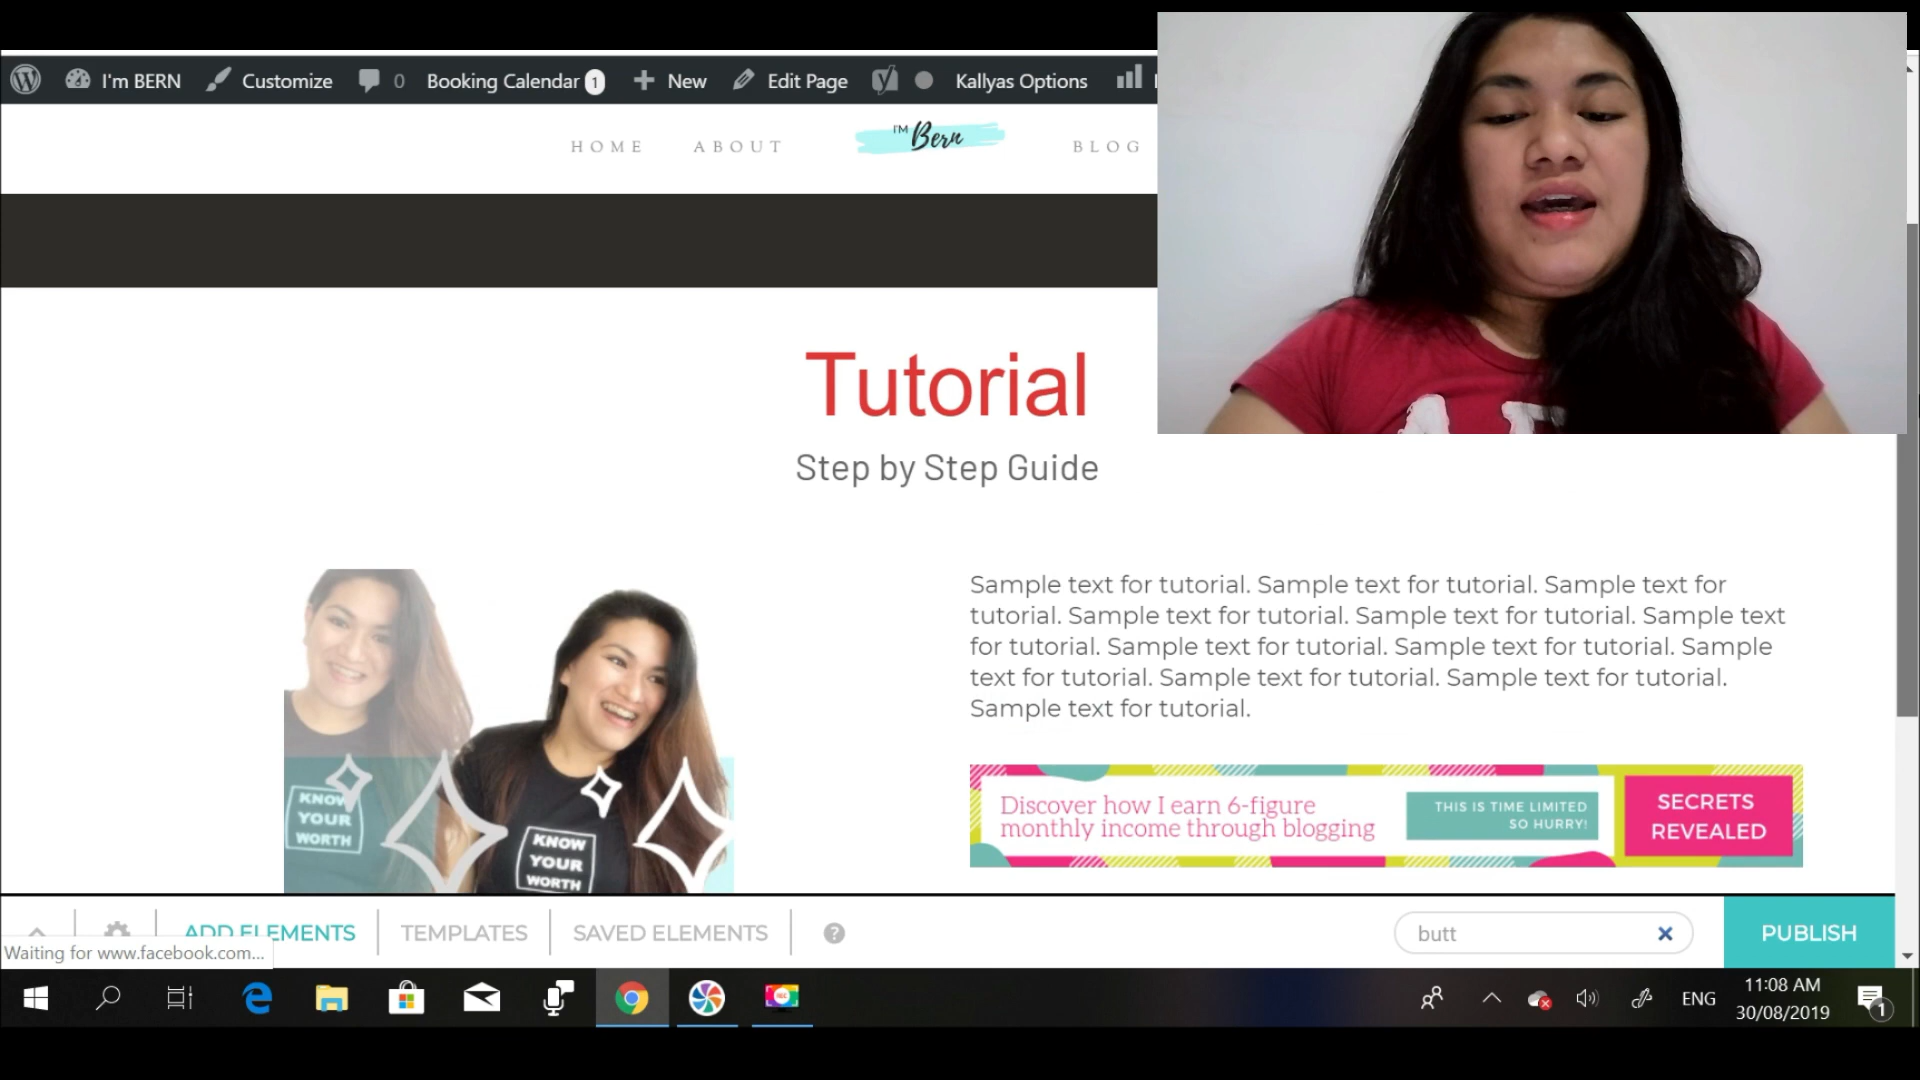 I'm BERN Customize 0 Booking Calendar 1 New Edit Page Kallyas Options
HOME ABOUT I'M Bern BLOG
Tutorial
Step by Step Guide
Sample text for tutorial. Sample text for tutorial. Sample text for
tutorial. Sample text for tutorial. Sample text for tutorial. Sample text
for tutorial. Sample text for tutorial. Sample text for tutorial. Sample
text for tutorial. Sample text for tutorial. Sample text for tutorial.
Sample text for tutorial.
KNOW
YOUR
WORTH
KNOW
YOUR
WORTH
Discover how I earn 6-figure
monthly income through blogging
THIS IS TIME LIMITED
SO HURRY!
SECRETS
REVEALED
ADD ELEMENTS TEMPLATES SAVED ELEMENTS ? butt PUBLISH
Waiting for www.facebook.com...
ENG
11:08 AM
30/08/2019
1